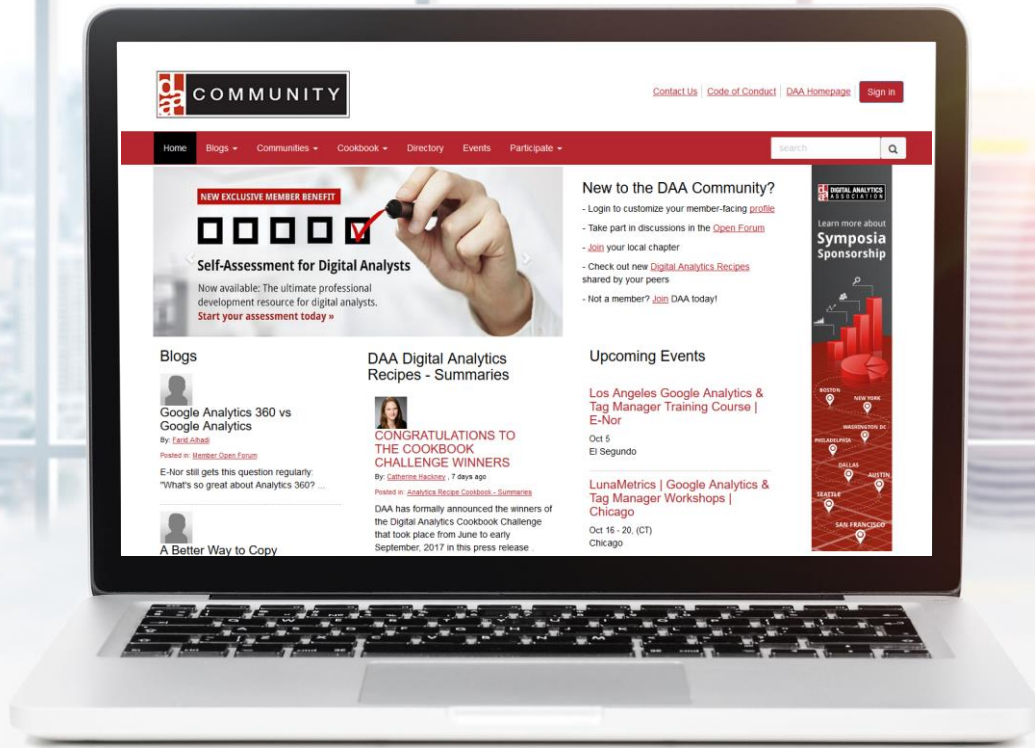 daa COMMUNITY
Contact Us | Code of Conduct | DAA Homepage
Sign in
Home Blogs Communities Cookbook Directory Events Participate
search
NEW EXCLUSIVE MEMBER BENEFIT
Self-Assessment for Digital Analysts
Now available: The ultimate professional
development resource for digital analysts.
Start your assessment today »
New to the DAA Community?
- Login to customize your member-facing profile
- Take part in discussions in the Open Forum
- Join your local chapter
- Check out new Digital Analytics Recipes
shared by your peers
- Not a member? Join DAA today!
daa DIGITAL ANALYTICS
ASSOCIATION
Learn more about
Symposia
Sponsorship
BOSTON
NEW YORK
WASHINGTON DC
PHILADELPHIA
DALLAS
AUSTIN
SEATTLE
SAN FRANCISCO
Blogs
Google Analytics 360 vs
Google Analytics
By: Farid Alhadi
Posted in: Member Open Forum
E-Nor still gets this question regularly:
"What's so great about Analytics 360? ...
A Better Way to Copy
DAA Digital Analytics
Recipes - Summaries
CONGRATULATIONS TO
THE COOKBOOK
CHALLENGE WINNERS
By: Catherine Hackney , 7 days ago
Posted in: Analytics Recipe Cookbook - Summaries
DAA has formally announced the winners of
the Digital Analytics Cookbook Challenge
that took place from June to early
September, 2017 in this press release
Upcoming Events
Los Angeles Google Analytics &
Tag Manager Training Course |
E-Nor
Oct 5
El Segundo
LunaMetrics | Google Analytics &
Tag Manager Workshops |
Chicago
Oct 16 - 20, (CT)
Chicago